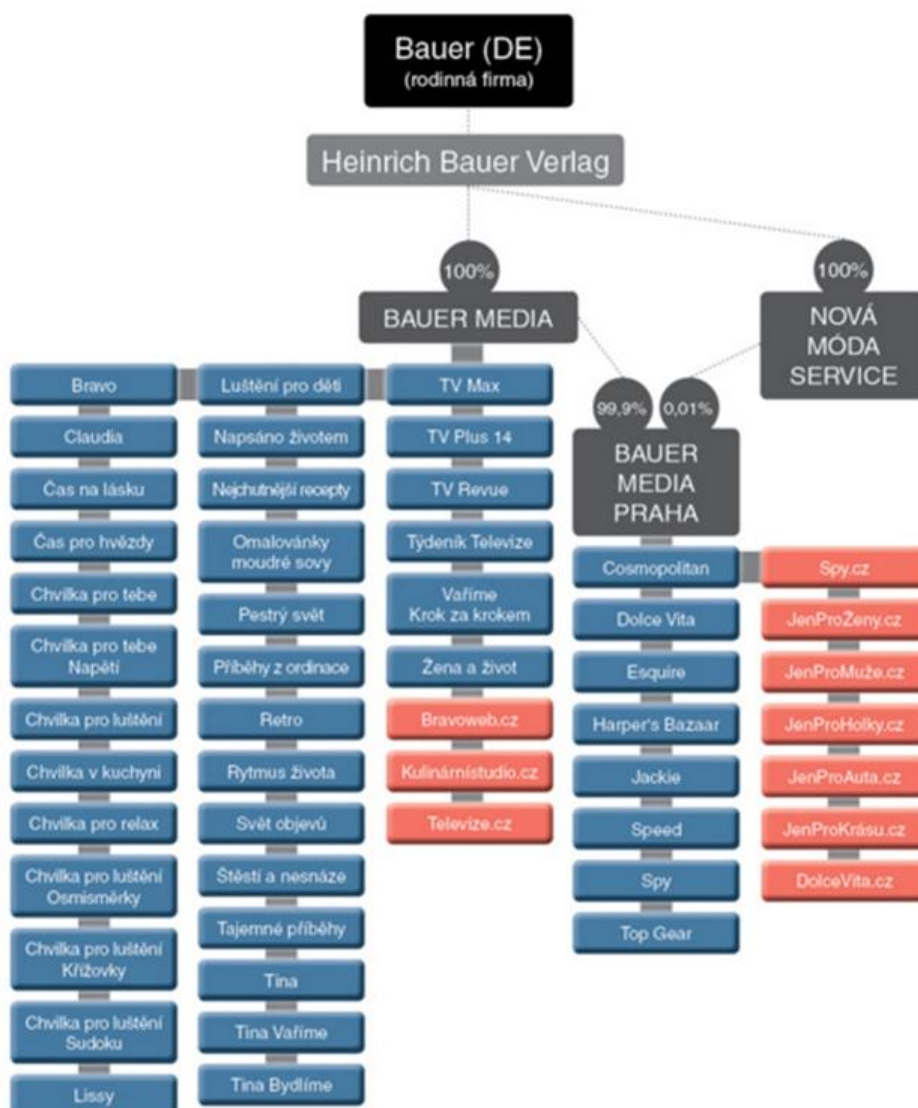 Bauer (DE)
(rodinná firma)
Heinrich Bauer Verlag
100%
BAUER MEDIA
100%
NOVÁ
MÓDA
SERVICE
99,9%
0,01%
BAUER
MEDIA
PRAHA
Bravo
Claudia
Čas na lásku
Čas pro hvězdy
Chvilka pro tebe
Chvilka pro tebe
Napětí
Chvilka pro luštění
Chvilka v kuchyni
Chvilka pro relax
Chvilka pro luštění
Osmisměrky
Chvilka pro luštění
Křížovky
Chvilka pro luštění
Sudoku
Lissy
Luštění pro děti
Napsáno životem
Nejchutnější recepty
Omalovánky
moudré sovy
Pestrý svět
Příběhy z ordinace
Retro
Rytmus života
Svět objevů
Štěstí a nesnáze
Tajemné příběhy
Tina
Tina Vaříme
Tina Bydlíme
TV Max
TV Plus 14
TV Revue
Týdeník Televize
Vaříme
Krok za krokem
Žena a život
Bravoweb.cz
Kulinárnístudio.cz
Televize.cz
Cosmopolitan
Dolce Vita
Esquire
Harper's Bazaar
Jackie
Speed
Spy
Top Gear
Spy.cz
JenProŽeny.cz
JenProMuže.cz
JenProHolky.cz
JenProAuta.cz
JenProKrásu.cz
DolceVita.cz